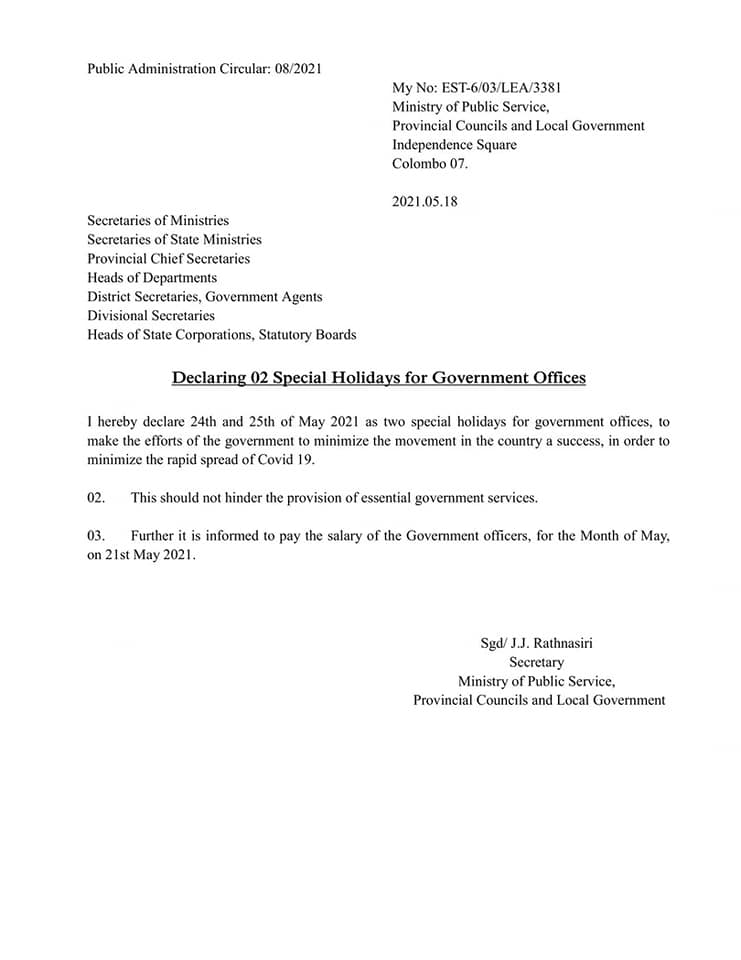 Public Administration Circular: 08/2021
My No: EST-6/03/LEA/3381
Ministry of Public Service,
Provincial Councils and Local Government
Independence Square
Colombo 07.
2021.05.18
Secretaries of Ministries
Secretaries of State Ministries
Provincial Chief Secretaries
Heads of Departments
District Secretaries, Government Agents
Divisional Secretaries
Heads of State Corporations, Statutory Boards
Declaring 02 Special Holidays for Government Offices
I hereby declare 24th and 25th of May 2021 as two special holidays for government offices, to
make the efforts of the government to minimize the movement in the country a success, in order to
minimize the rapid spread of Covid 19.
02. This should not hinder the provision of essential government services.
03. Further it is informed to pay the salary of the Government officers, for the Month of May,
on 21st May 2021.
Sgd/ J.J. Rathnasiri
Secretary
Ministry of Public Service,
Provincial Councils and Local Government